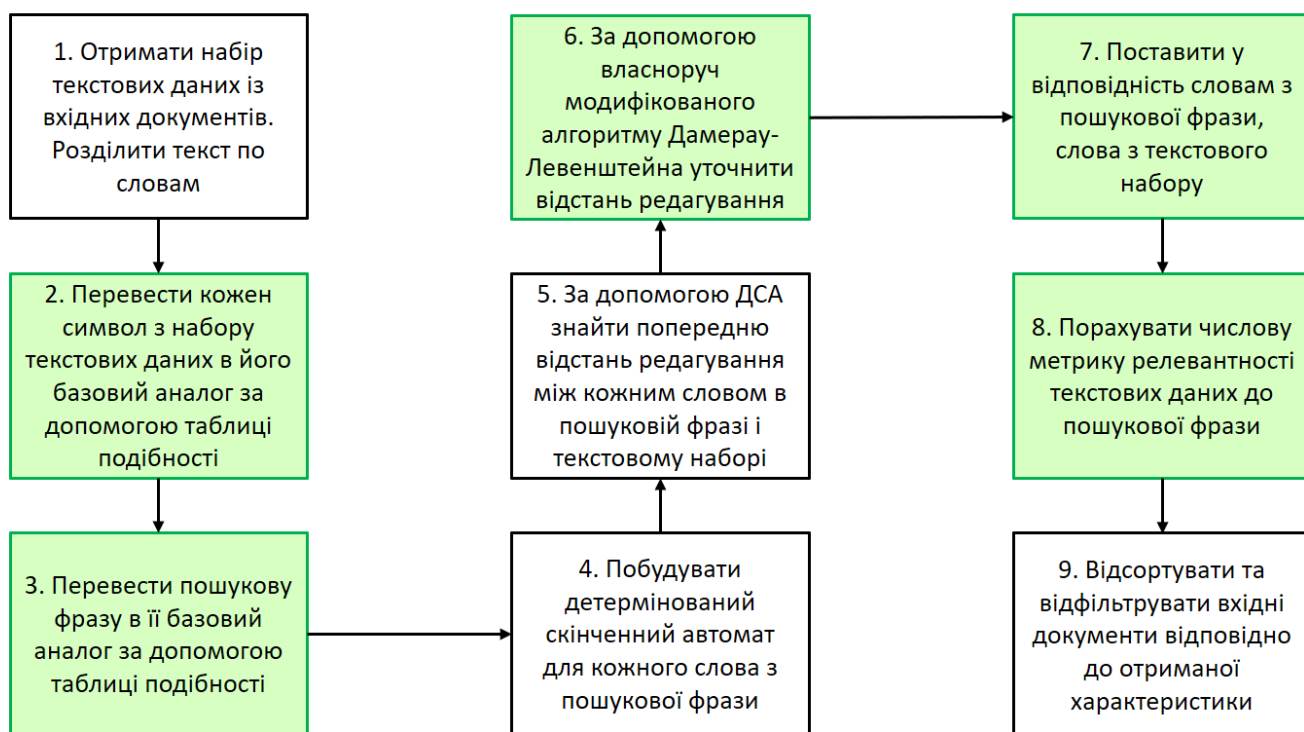 1. Отримати набір
текстових даних із
вхідних документів.
Розділити текст по
словам
2. Перевести кожен
символ з набору
текстових даних в його
базовий аналог за
допомогою таблиці
подібності
3. Перевести пошукову
фразу в її базовий
аналог за допомогою
таблиці подібності
4. Побудувати
детермінований
скінченний автомат
для кожного слова з
пошукової фрази
5. За допомогою ДСА
знайти попередню
відстань редагування
між кожним словом в
пошуковій фразі і
текстовому наборі
6. За допомогою
власноруч
модифікованого
алгоритму Дамерау-
Левенштейна уточнити
відстань редагування
7. Поставити у
відповідність словам з
пошукової фрази,
слова з текстового
набору
8. Порахувати числову
метрику релевантності
текстових даних до
пошукової фрази
9. Відсортувати та
відфільтрувати вхідні
документи відповідно
до отриманої
характеристики